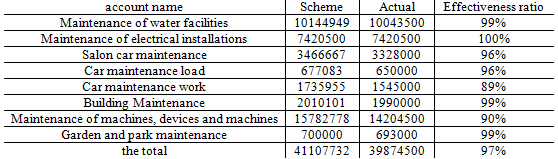 account name Scheme Actual Effectiveness ratio
Maintenance of water facilities 10144949 10043500 99%
Maintenance of electrical installations 7420500 7420500 100%
Salon car maintenance 3466667 3328000 96%
Car maintenance load 677083 650000 96%
Car maintenance work 1735955 1545000 89%
Building Maintenance 2010101 1990000 99%
Maintenance of machines, devices and machines 15782778 14204500 90%
Garden and park maintenance 700000 693000 99%
the total 41107732 39874500 97%